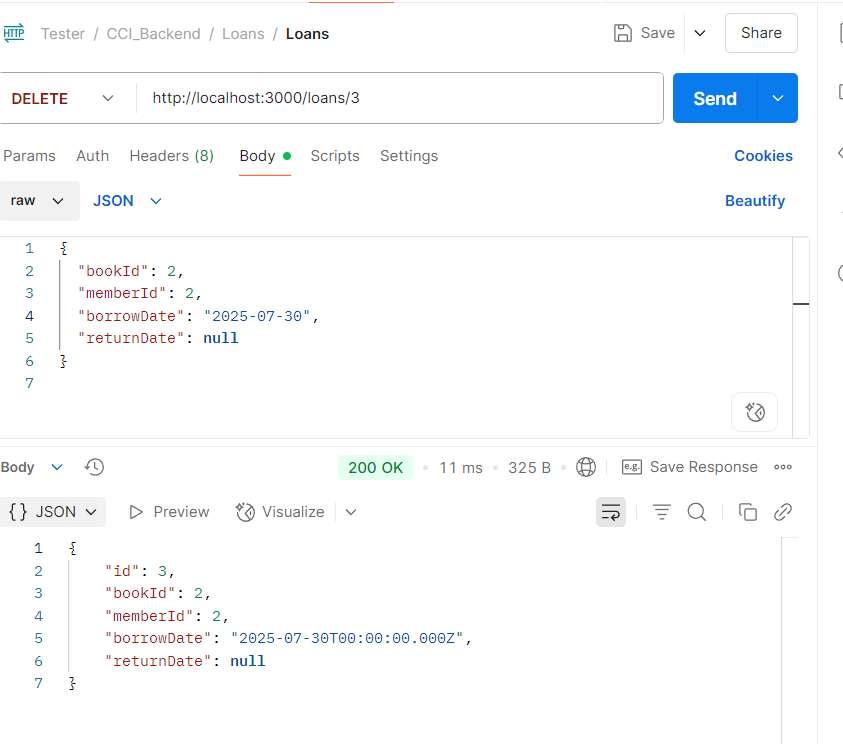 HTTP Tester / CCI_Backend / Loans / Loans Save Share
DELETE http://localhost:3000/loans/3 Send
Params Auth Headers (8) Body Scripts Settings Cookies
raw JSON Beautify
1 {
2 "bookId": 2,
3 "memberId": 2,
4 "borrowDate": "2025-07-30",
5 "returnDate": null
6 }
7
Body 200 OK • 11 ms • 325 B • e.g. Save Response
{} JSON Preview Visualize
1 {
2 "id": 3,
3 "bookId": 2,
4 "memberId": 2,
5 "borrowDate": "2025-07-30T00:00:00.000Z",
6 "returnDate": null
7 }